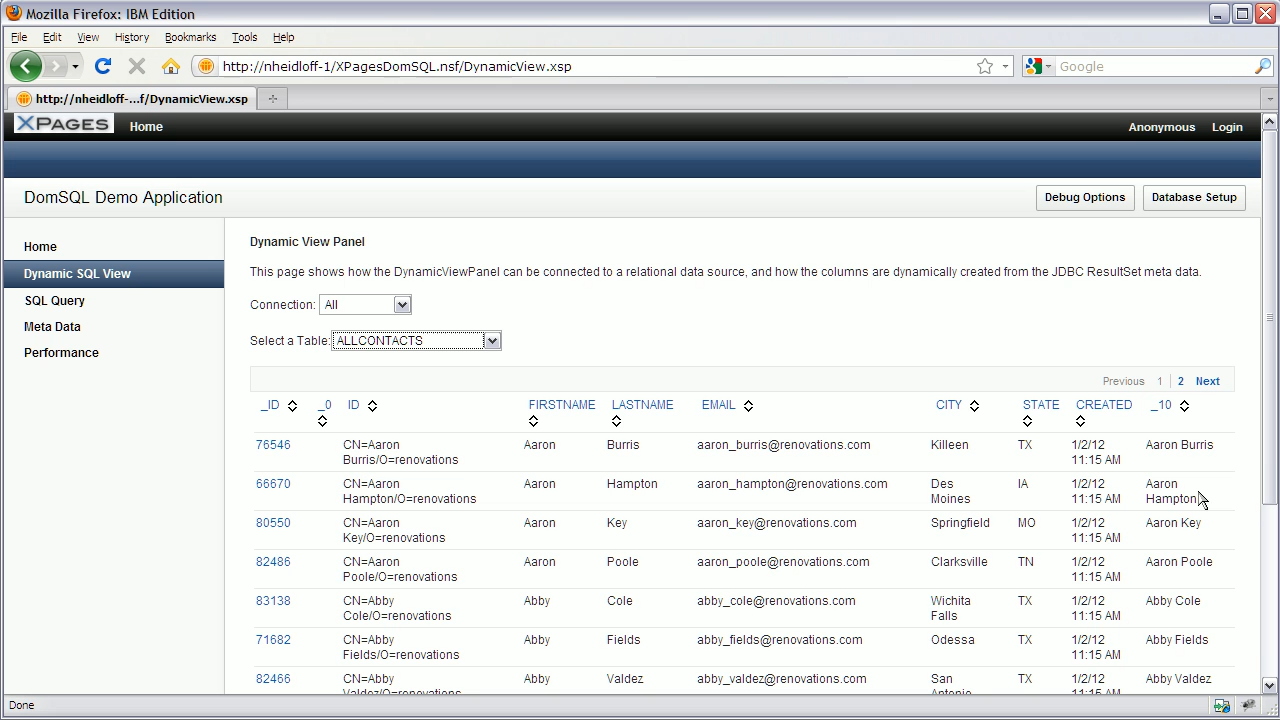 Mozilla Firefox: IBM Edition
File Edit View History Bookmarks Tools Help
http://nheidloff-1/XPagesDomSQL.nsf/DynamicView.xsp
Google
http://nheidloff-...f/DynamicView.xsp
XPAGES Home Anonymous Login
DomSQL Demo Application Debug Options Database Setup
Home
Dynamic SQL View
SQL Query
Meta Data
Performance
Dynamic View Panel
This page shows how the DynamicViewPanel can be connected to a relational data source, and how the columns are dynamically created from the JDBC ResultSet meta data.
Connection: All
Select a Table: ALLCONTACTS
Previous 1 2 Next
_ID _0 ID FIRSTNAME LASTNAME EMAIL CITY STATE CREATED _10
76546 CN=Aaron Burris/O=renovations Aaron Burris aaron_burris@renovations.com Killeen TX 1/2/12 11:15 AM Aaron Burris
66670 CN=Aaron Hampton/O=renovations Aaron Hampton aaron_hampton@renovations.com Des Moines IA 1/2/12 11:15 AM Aaron Hampton
80550 CN=Aaron Key/O=renovations Aaron Key aaron_key@renovations.com Springfield MO 1/2/12 11:15 AM Aaron Key
82486 CN=Aaron Poole/O=renovations Aaron Poole aaron_poole@renovations.com Clarksville TN 1/2/12 11:15 AM Aaron Poole
83138 CN=Abby Cole/O=renovations Abby Cole abby_cole@renovations.com Wichita Falls TX 1/2/12 11:15 AM Abby Cole
71682 CN=Abby Fields/O=renovations Abby Fields abby_fields@renovations.com Odessa TX 1/2/12 11:15 AM Abby Fields
82466 CN=Abby Valdez/O=renovations Abby Valdez abby_valdez@renovations.com San Antonio TX 1/2/12 11:15 AM Abby Valdez
Done